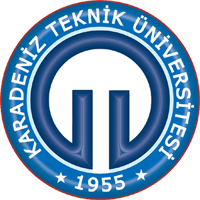 KARADENİZ TEKNİK ÜNİVERSİTESİ
★ 1955 ★